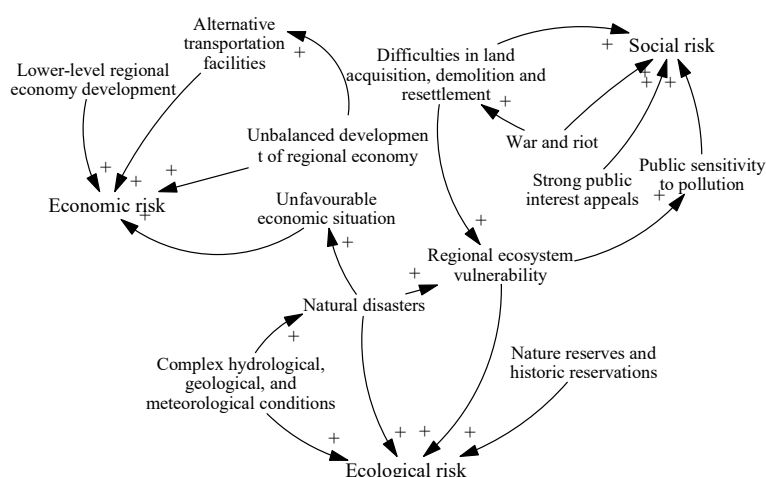 Alternative
transportation
facilities
+
Difficulties in land
acquisition, demolition and
resettlement
+
Social risk
+
+
Lower-level regional
economy development
+
Unbalanced developmen
t of regional economy
War and riot
+
+
+
Strong public
interest appeals
Public sensitivity
to pollution
+
Economic risk
+
Unfavourable
economic situation
+
+
Regional ecosystem
vulnerability
+
Natural disasters
+
Complex hydrological,
geological, and
meteorological conditions
Nature reserves and
historic reservations
+
+
+
+
Ecological risk